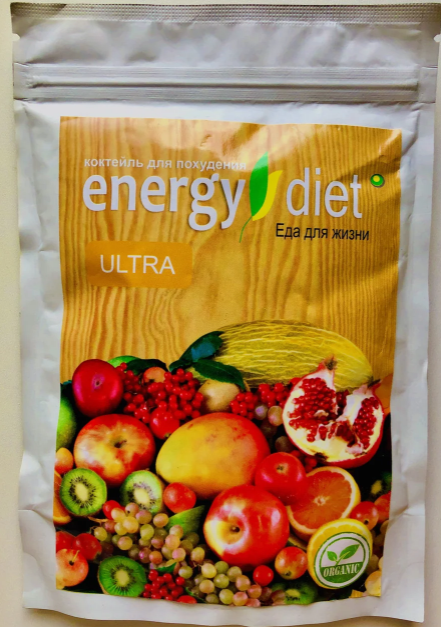 коктейль для похудения
energy diet
Еда для жизни
ULTRA
ORGANIC